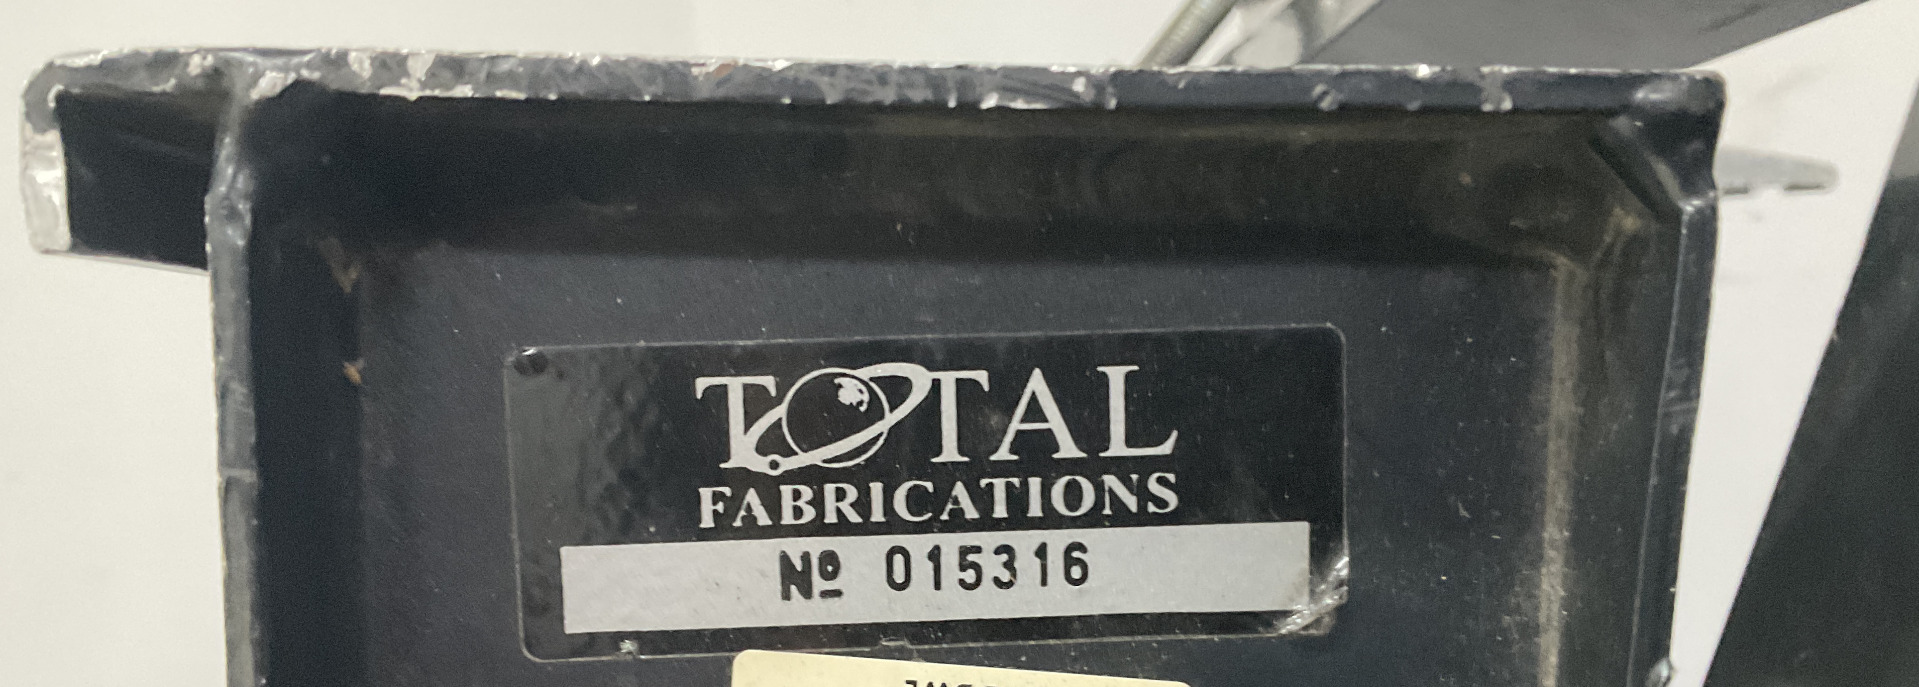 TOTAL
FABRICATIONS
Nº 015316